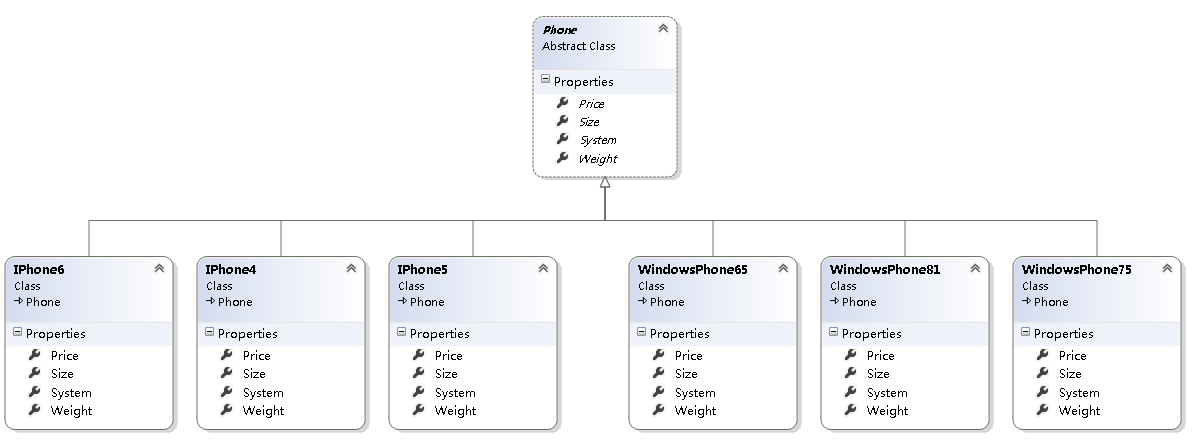 Phone
Abstract Class
Properties
Price
Size
System
Weight
IPhone6
Class
Phone
Properties
Price
Size
System
Weight
IPhone4
Class
Phone
Properties
Price
Size
System
Weight
IPhone5
Class
Phone
Properties
Price
Size
System
Weight
WindowsPhone65
Class
Phone
Properties
Price
Size
System
Weight
WindowsPhone81
Class
Phone
Properties
Price
Size
System
Weight
WindowsPhone75
Class
Phone
Properties
Price
Size
System
Weight